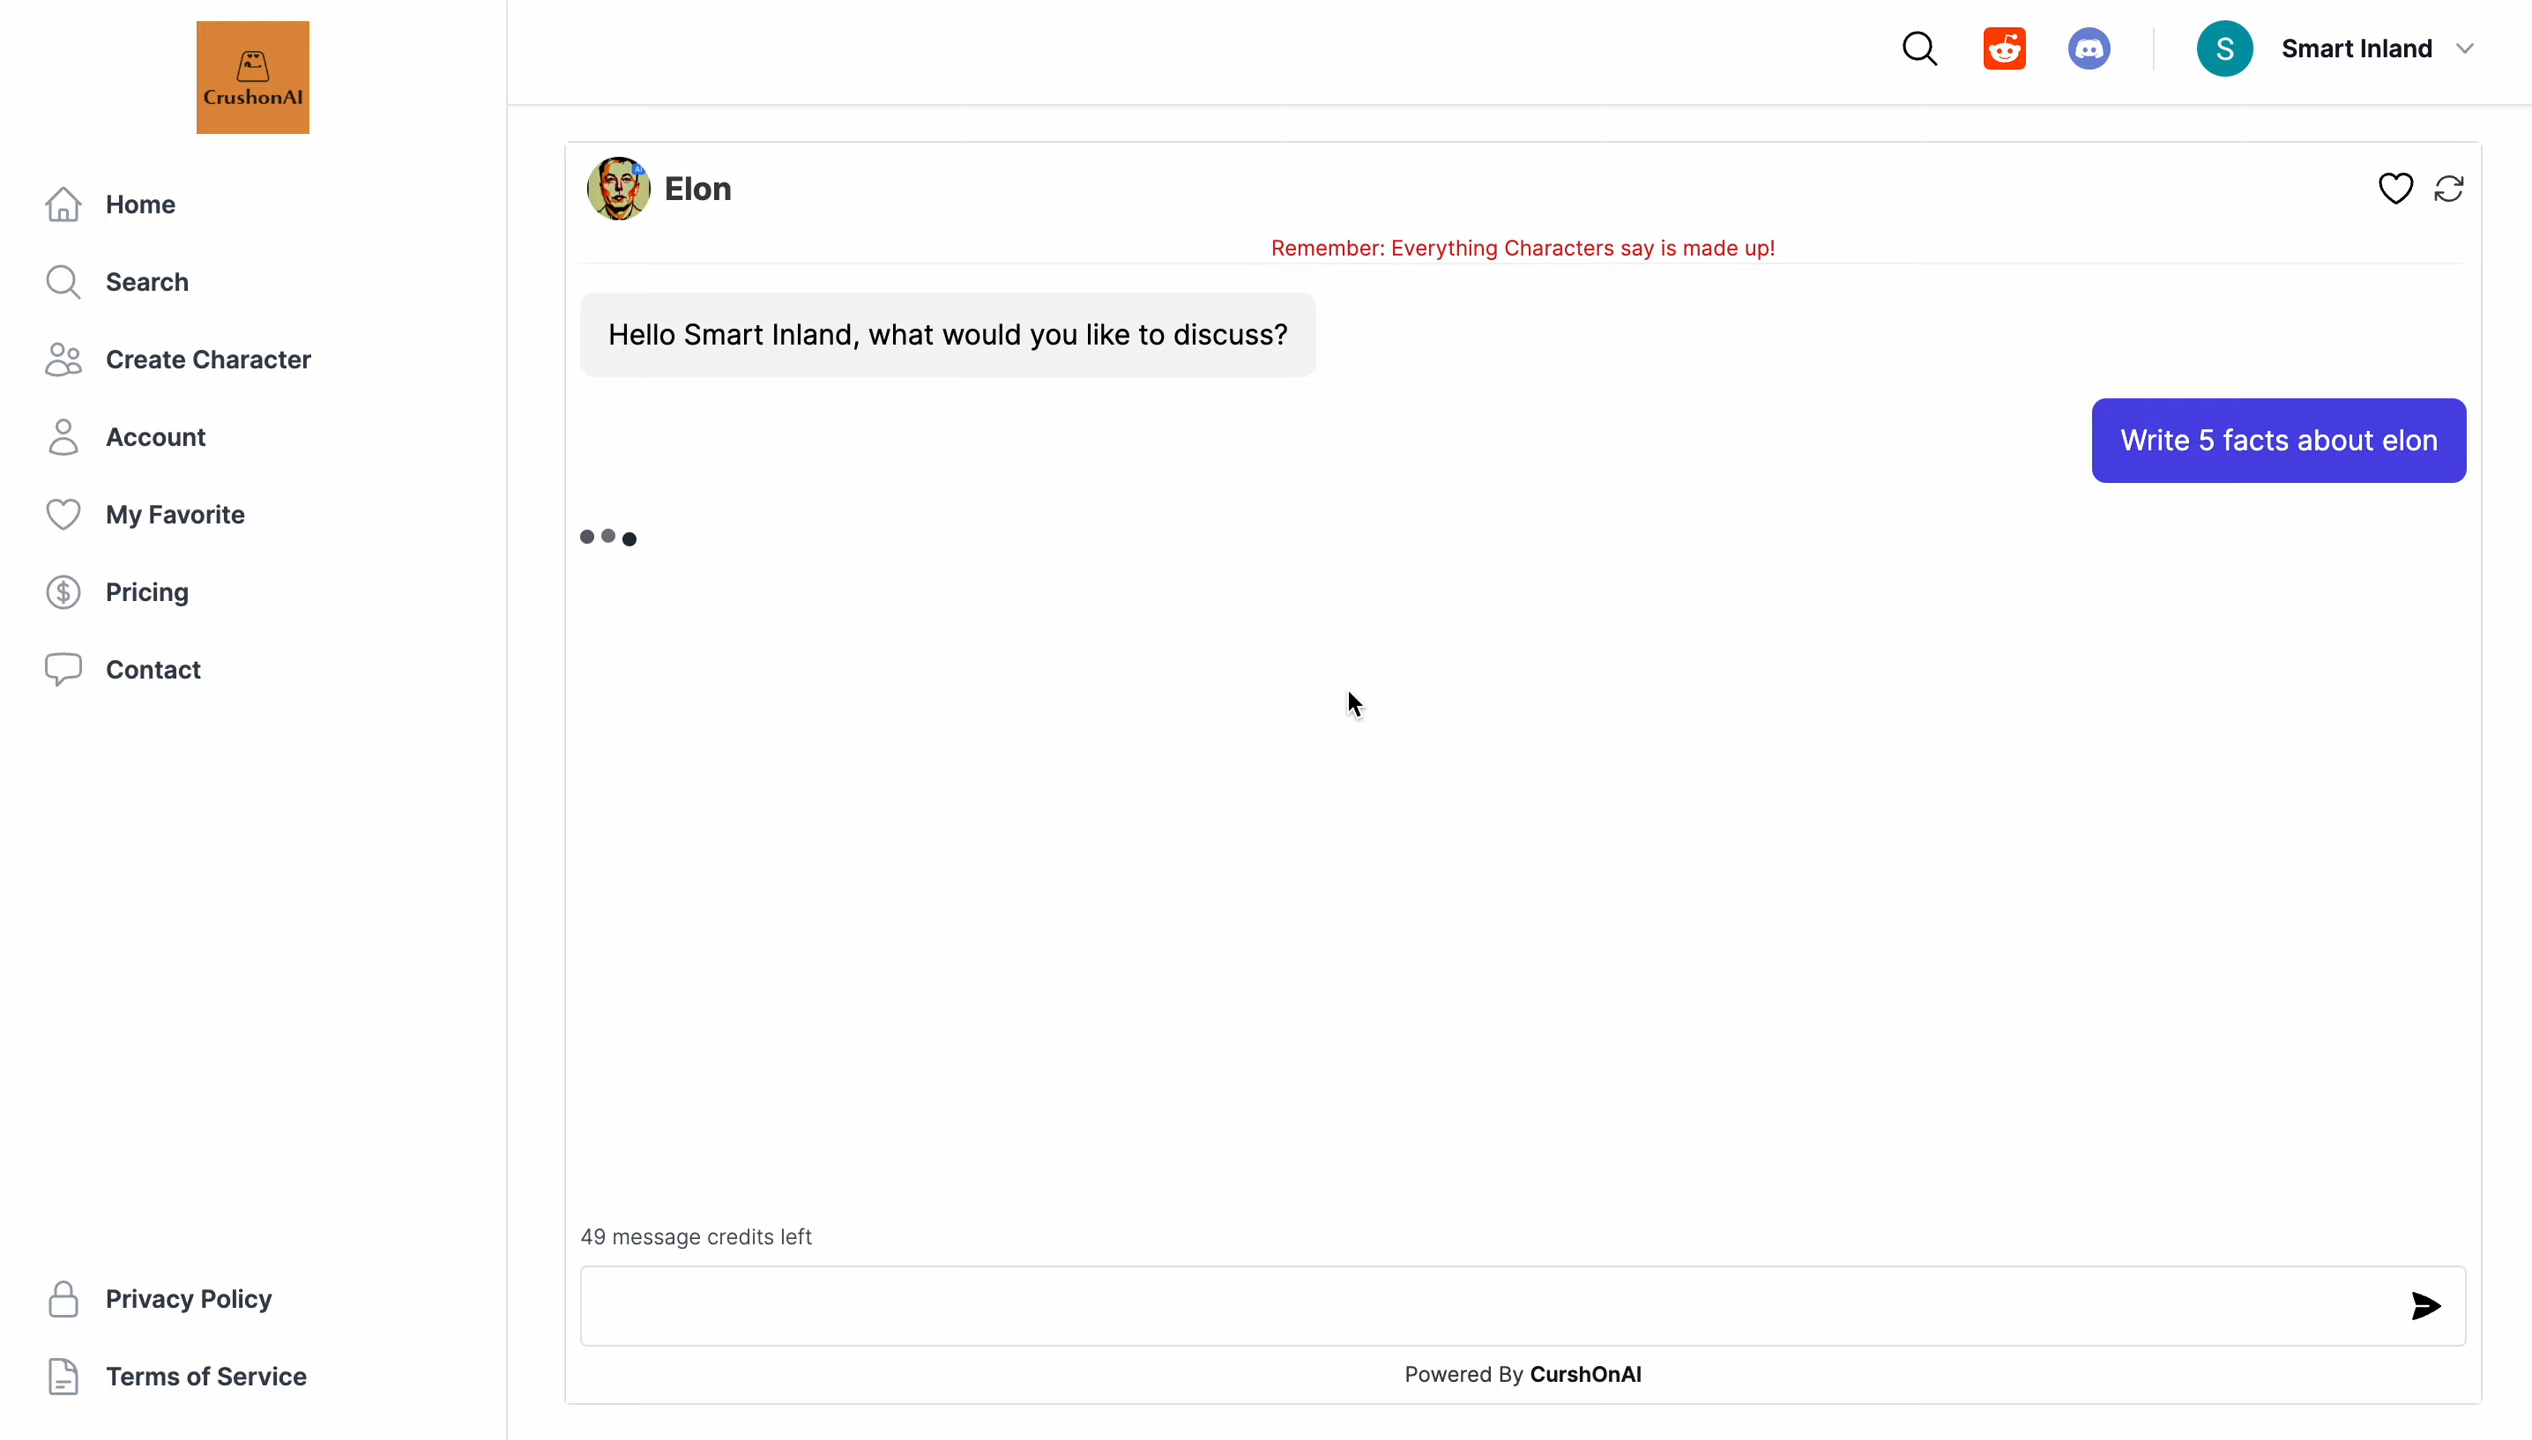 CrushonAI
Home
Search
Create Character
Account
My Favorite
Pricing
Contact
Privacy Policy
Terms of Service
S
Smart Inland
AI
Elon
Remember: Everything Characters say is made up!
Hello Smart Inland, what would you like to discuss?
Write 5 facts about elon
49 message credits left
Powered By CurshOnAI